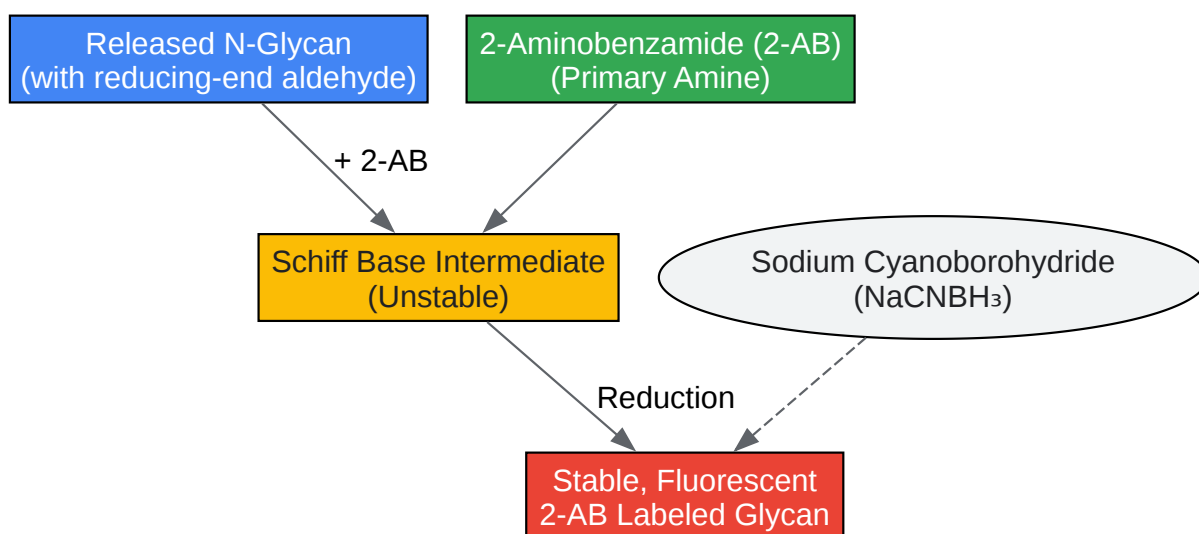 Released N-Glycan
(with reducing-end aldehyde)
2-Aminobenzamide (2-AB)
(Primary Amine)
+ 2-AB
Schiff Base Intermediate
(Unstable)
Sodium Cyanoborohydride
(NaCNBH₃)
Reduction
Stable, Fluorescent
2-AB Labeled Glycan